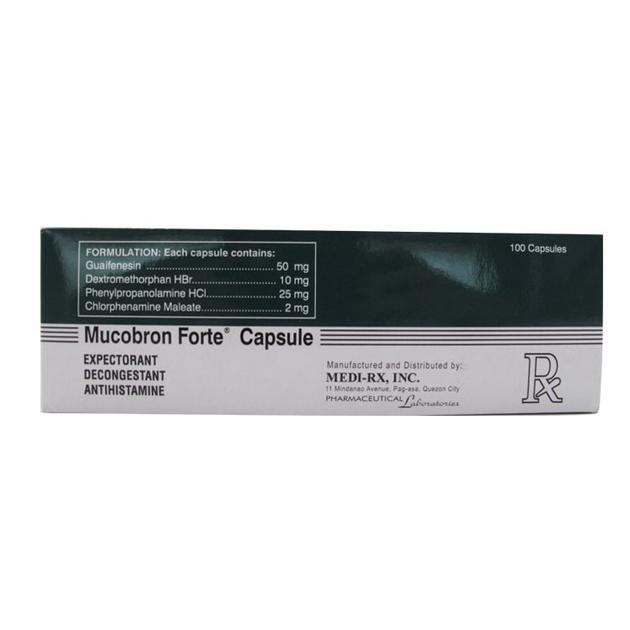 FORMULATION: Each capsule contains:
Guaifenesin ................................ 50 mg
Dextromethorphan HBr...................... 10 mg
Phenylpropanolamine HCl.................. 25 mg
Chlorphenamine Maleate..................... 2 mg
100 Capsules
Mucobron Forte® Capsule
EXPECTORANT
DECONGESTANT
ANTIHISTAMINE
Manufactured and Distributed by:
MEDI-RX, INC.
11 Mindanao Avenue, Pag-asa, Quezon City
PHARMACEUTICAL Laboratories
Rx